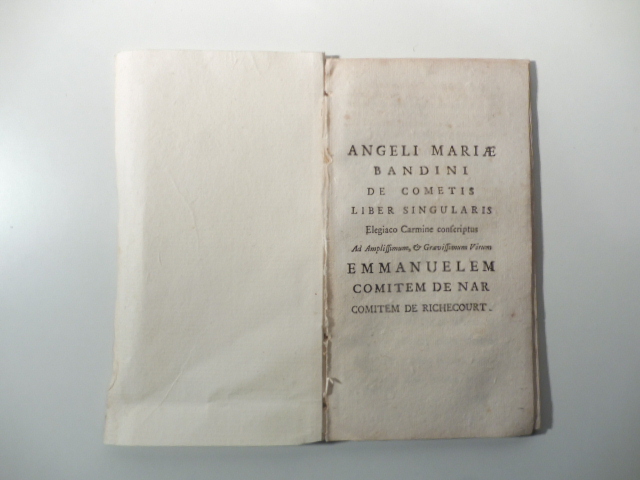 ANGELI MARIÆ
BANDINI
DE COMETIS
LIBER SINGULARIS
Elegiaco Carmine conſcriptus
Ad Ampliſſimum, & Graviſſimum Virum
EMMANUELEM
COMITEM DE NAR
COMITEM DE RICHECOURT.